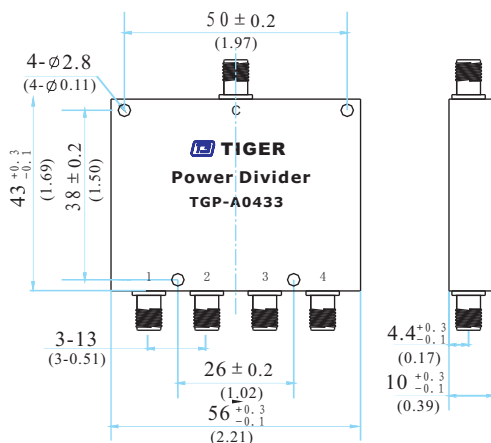 50 ± 0.2
(1.97)
4-Ø2.8
(4-Ø0.11)
C
TIGER
Power Divider
TGP-A0433
43 +0.3 -0.1
(1.69)
38 ± 0.2
(1.50)
1 2 3 4
3-13
(3-0.51)
26 ± 0.2
(1.02)
56 +0.3 -0.1
(2.21)
4.4 +0.3 -0.1
(0.17)
10 +0.3 -0.1
(0.39)